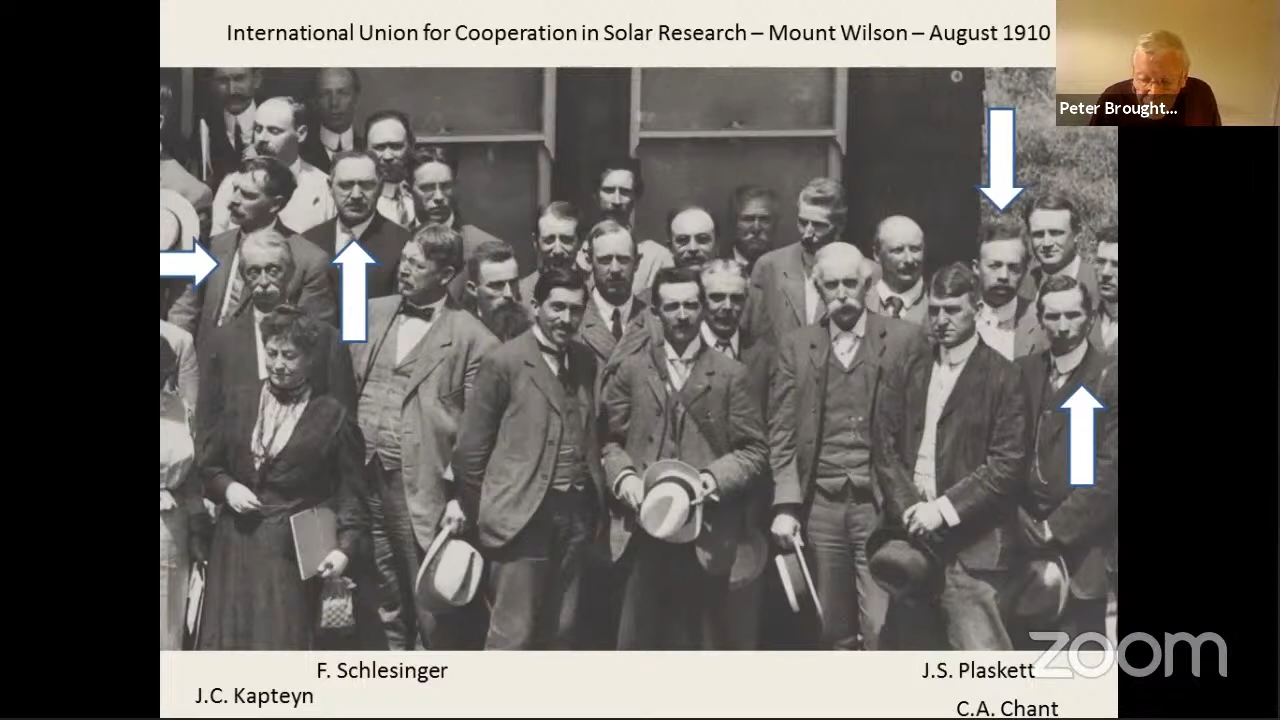 International Union for Cooperation in Solar Research – Mount Wilson – August 1910
Peter Brought...
F. Schlesinger
J.S. Plaskett
J.C. Kapteyn
C.A. Chant
zoom